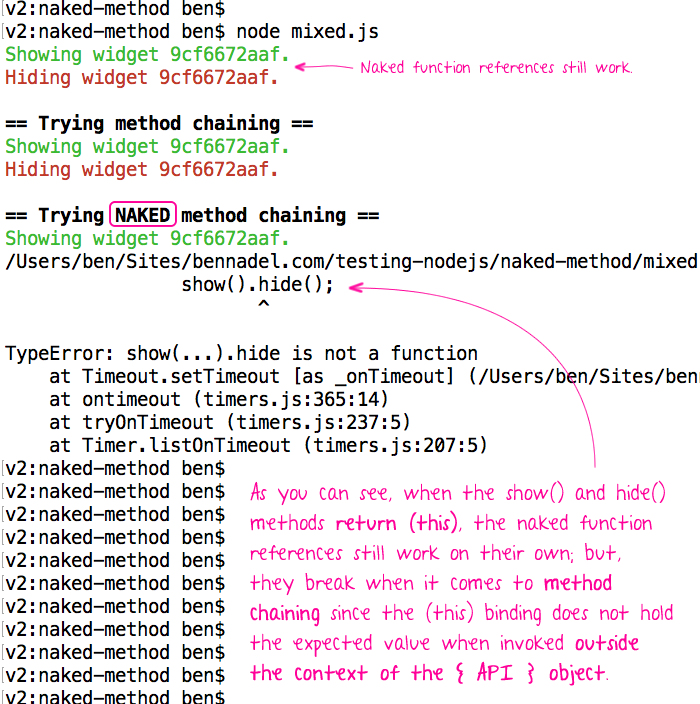 [v2:naked-method ben$
[v2:naked-method ben$ node mixed.js
Showing widget 9cf6672aaf.
Hiding widget 9cf6672aaf.
Naked function references still work.
== Trying method chaining ==
Showing widget 9cf6672aaf.
Hiding widget 9cf6672aaf.
== Trying NAKED method chaining ==
Showing widget 9cf6672aaf.
/Users/ben/Sites/bennadel.com/testing-nodejs/naked-method/mixed
show().hide();
^
TypeError: show(...).hide is not a function
at Timeout.setTimeout [as _onTimeout] (/Users/ben/Sites/ben
at ontimeout (timers.js:365:14)
at tryOnTimeout (timers.js:237:5)
at Timer.listOnTimeout (timers.js:207:5)
[v2:naked-method ben$
[v2:naked-method ben$
[v2:naked-method ben$
[v2:naked-method ben$
[v2:naked-method ben$
[v2:naked-method ben$
[v2:naked-method ben$
[v2:naked-method ben$
[v2:naked-method ben$
[v2:naked-method ben$
[v2:naked-method ben$
As you can see, when the show() and hide()
methods return (this), the naked function
references still work on their own; but,
they break when it comes to method
chaining since the (this) binding does not hold
the expected value when invoked outside
the context of the { API } object.